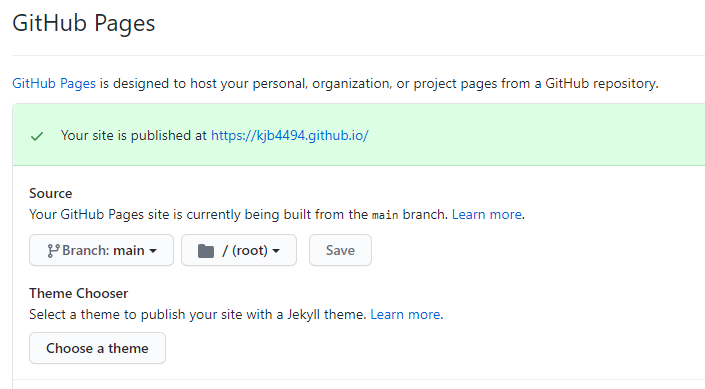 GitHub Pages
GitHub Pages is designed to host your personal, organization, or project pages from a GitHub repository.
Your site is published at https://kjb4494.github.io/
Source
Your GitHub Pages site is currently being built from the main branch. Learn more.
Branch: main / (root) Save
Theme Chooser
Select a theme to publish your site with a Jekyll theme. Learn more.
Choose a theme